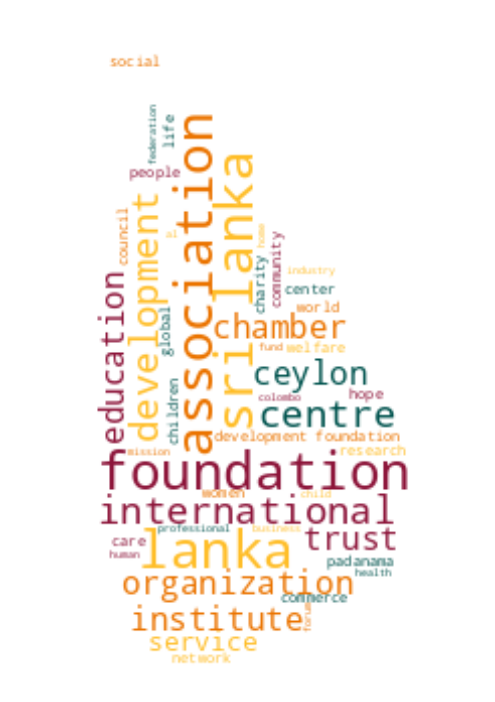 social
federation
life
people
association
sri lanka
development
council
al
home
community
charity
education
global
industry
center
world
chamber
fund
welfare
ceylon
children
colombo
hope
centre
development foundation
mission
research
foundation
women
child
international
professional
business
trust
care
human
lanka
padanama
health
organization
commerce
institute
forum
service
network